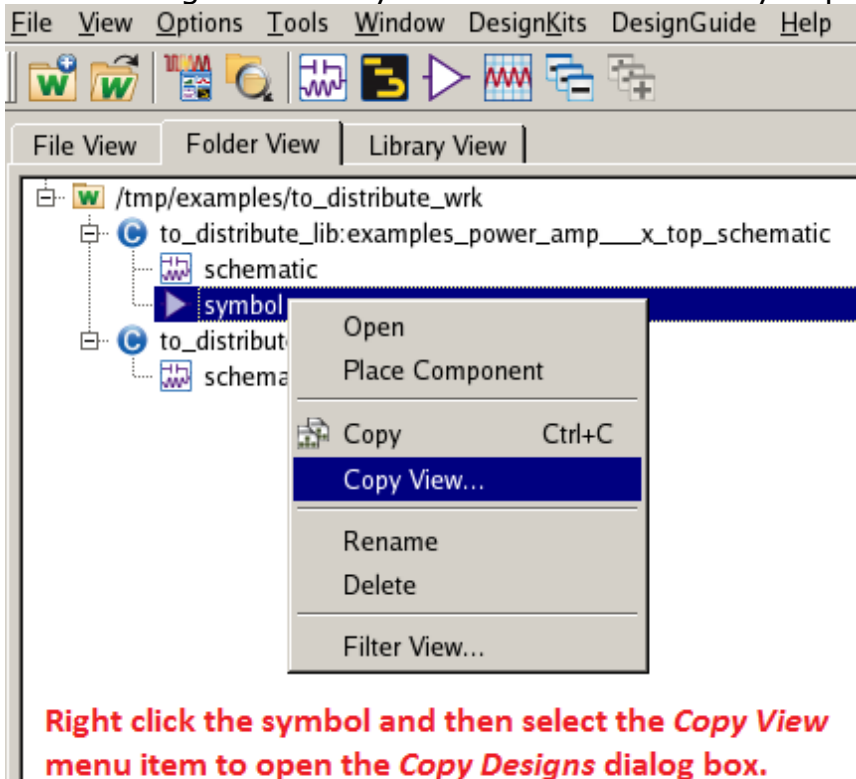 File View Options Tools Window DesignKits DesignGuide Help
File View Folder View Library View
/tmp/examples/to_distribute_wrk
to_distribute_lib:examples_power_amp___x_top_schematic
schematic
symbol
to_distribut
schema
Open
Place Component
Copy Ctrl+C
Copy View...
Rename
Delete
Filter View...
Right click the symbol and then select the Copy View
menu item to open the Copy Designs dialog box.